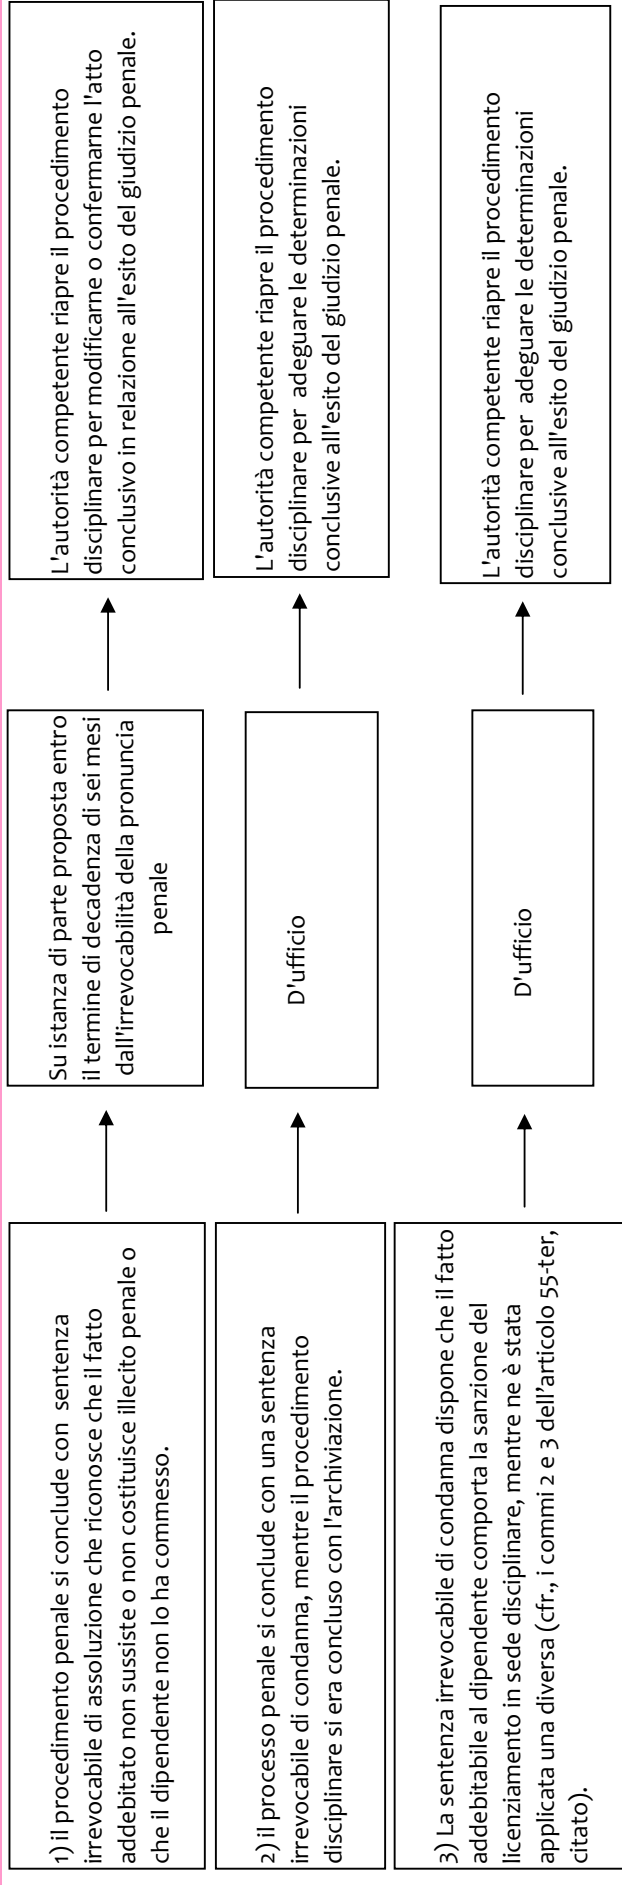 1) il procedimento penale si conclude con sentenza
irrevocabile di assoluzione che riconosce che il fatto
addebitato non sussiste o non costituisce illecito penale o
che il dipendente non lo ha commesso.
Su istanza di parte proposta entro
il termine di decadenza di sei mesi
dall'irrevocabilità della pronuncia
penale
L'autorità competente riapre il procedimento
disciplinare per modificarne o confermarne l'atto
conclusivo in relazione all'esito del giudizio penale.
2) il processo penale si conclude con una sentenza
irrevocabile di condanna, mentre il procedimento
disciplinare si era concluso con l'archiviazione.
D'ufficio
L'autorità competente riapre il procedimento
disciplinare per adeguare le determinazioni
conclusive all'esito del giudizio penale.
3) La sentenza irrevocabile di condanna dispone che il fatto
addebitabile al dipendente comporta la sanzione del
licenziamento in sede disciplinare, mentre ne è stata
applicata una diversa (cfr., i commi 2 e 3 dell'articolo 55-ter,
citato).
D'ufficio
L'autorità competente riapre il procedimento
disciplinare per adeguare le determinazioni
conclusive all'esito del giudizio penale.